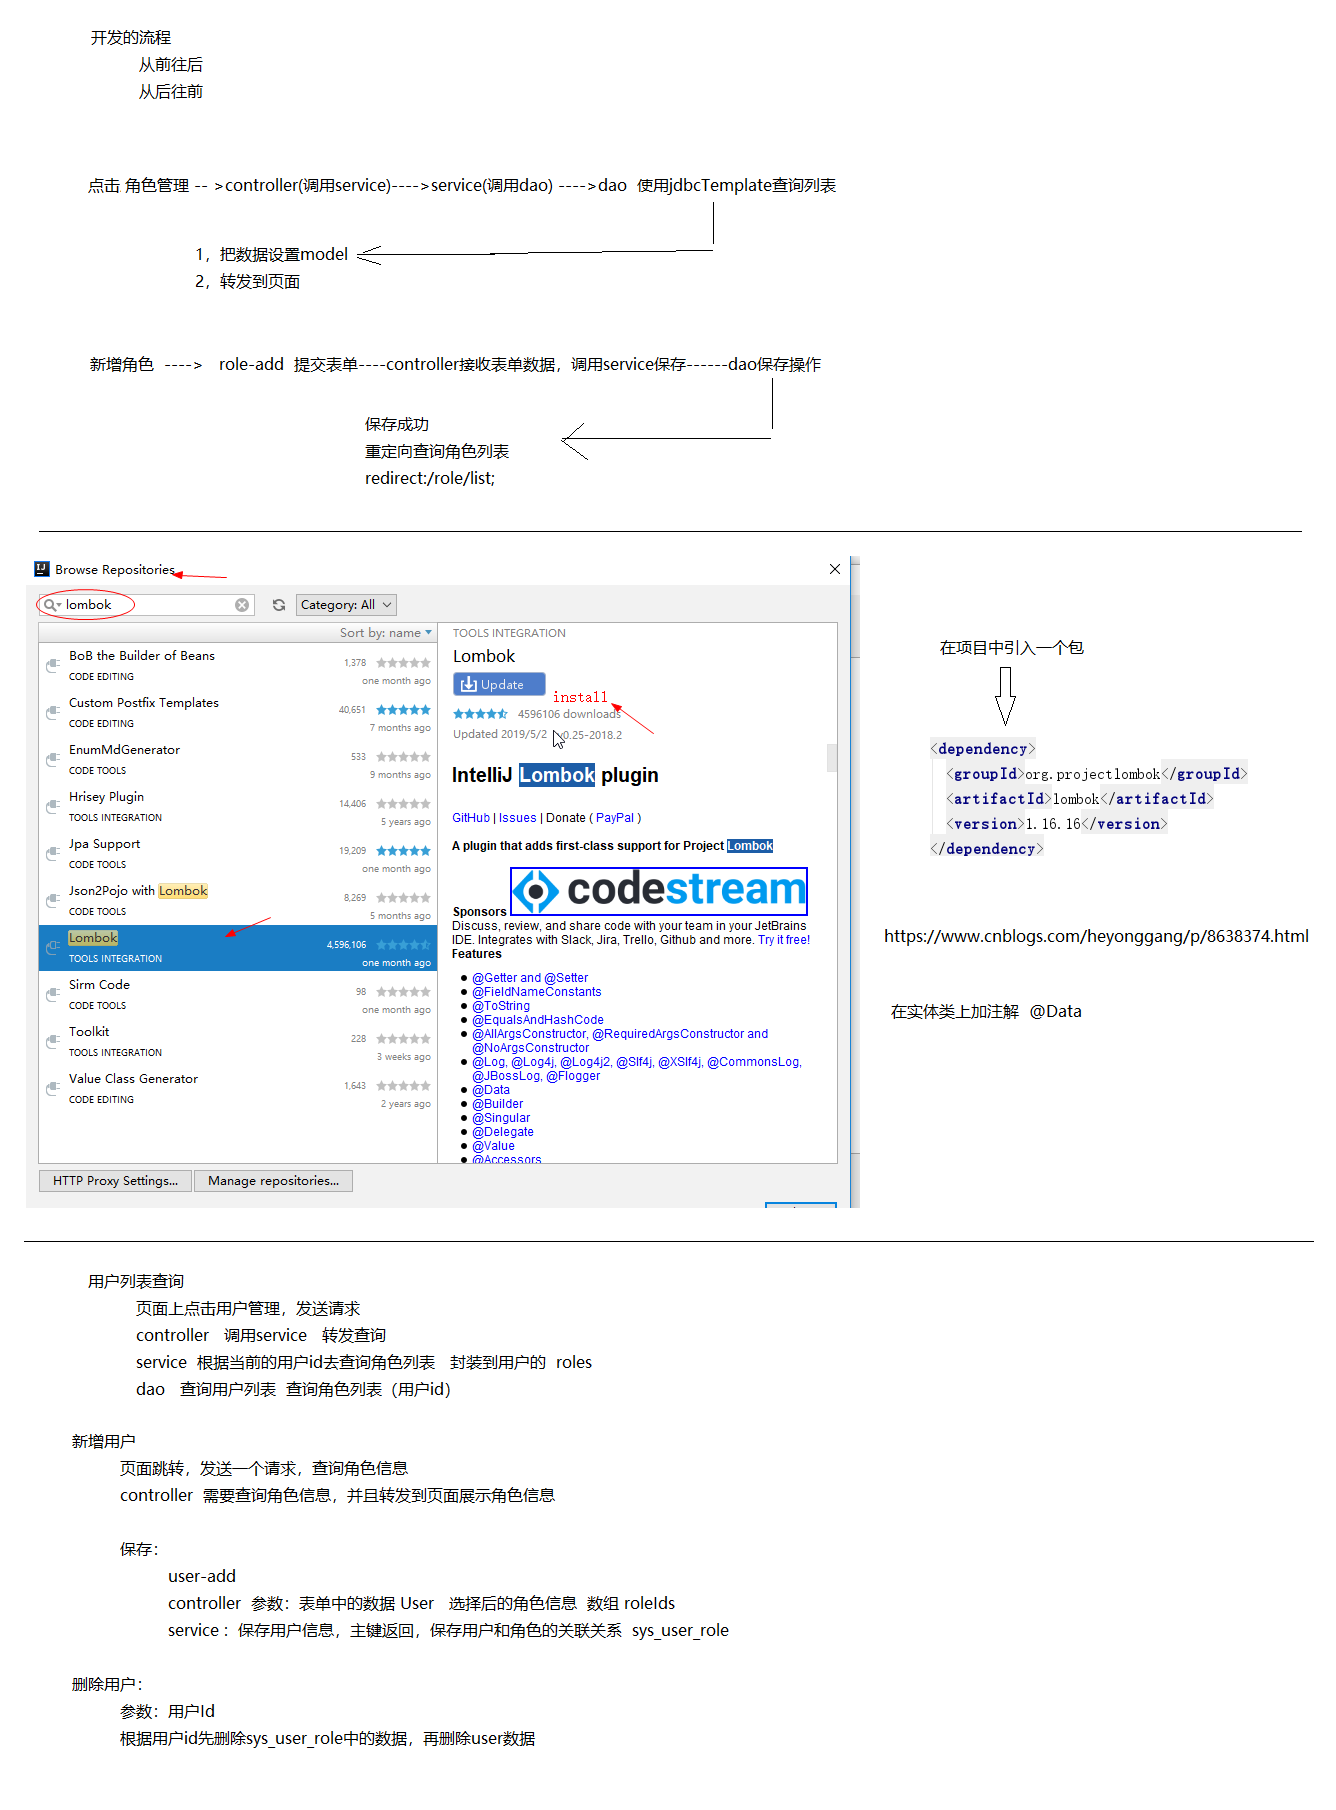 开发的流程
从前往后
从后往前
点击 角色管理 -- >controller(调用service)---->service(调用dao) ---->dao 使用jdbcTemplate查询列表
1，把数据设置model
2，转发到页面
新增角色 ----> role-add 提交表单----controller接收表单数据，调用service保存------dao保存操作
保存成功
重定向查询角色列表
redirect:/role/list;
Browse Repositories
lombok
Category: All
Sort by: name
BoB the Builder of Beans
1,378
CODE EDITING
one month ago
Custom Postfix Templates
40,651
CODE EDITING
7 months ago
EnumMdGenerator
533
CODE TOOLS
9 months ago
Hrisey Plugin
14,406
TOOLS INTEGRATION
5 years ago
Jpa Support
19,209
CODE TOOLS
one month ago
Json2Pojo with Lombok
8,269
CODE TOOLS
5 months ago
Lombok
4,596,106
TOOLS INTEGRATION
one month ago
Sirm Code
98
CODE TOOLS
one month ago
Toolkit
228
TOOLS INTEGRATION
3 weeks ago
Value Class Generator
1,643
CODE EDITING
2 years ago
HTTP Proxy Settings...
Manage repositories...
TOOLS INTEGRATION
Lombok
Update
install
4596106 downloads
Updated 2019/5/2 v0.25-2018.2
IntelliJ Lombok plugin
GitHub | Issues | Donate ( PayPal )
A plugin that adds first-class support for Project Lombok
Sponsors codestream
Discuss, review, and share code with your team in your JetBrains
IDE. Integrates with Slack, Jira, Trello, Github and more. Try it free!
Features
@Getter and @Setter
@FieldNameConstants
@ToString
@EqualsAndHashCode
@AllArgsConstructor, @RequiredArgsConstructor and
@NoArgsConstructor
@Log, @Log4j, @Log4j2, @Slf4j, @XSlf4j, @CommonsLog,
@JBossLog, @Flogger
@Data
@Builder
@Singular
@Delegate
@Value
@Accessors
在项目中引入一个包
<dependency>
<groupId>org.projectlombok</groupId>
<artifactId>lombok</artifactId>
<version>1.16.16</version>
</dependency>
https://www.cnblogs.com/heyonggang/p/8638374.html
在实体类上加注解 @Data
用户列表查询
页面上点击用户管理，发送请求
controller 调用service 转发查询
service 根据当前的用户id去查询角色列表 封装到用户的 roles
dao 查询用户列表 查询角色列表（用户id）
新增用户
页面跳转，发送一个请求，查询角色信息
controller 需要查询角色信息，并且转发到页面展示角色信息
保存：
user-add
controller 参数：表单中的数据 User 选择后的角色信息 数组 roleIds
service：保存用户信息，主键返回，保存用户和角色的关联关系 sys_user_role
删除用户：
参数：用户Id
根据用户id先删除sys_user_role中的数据，再删除user数据